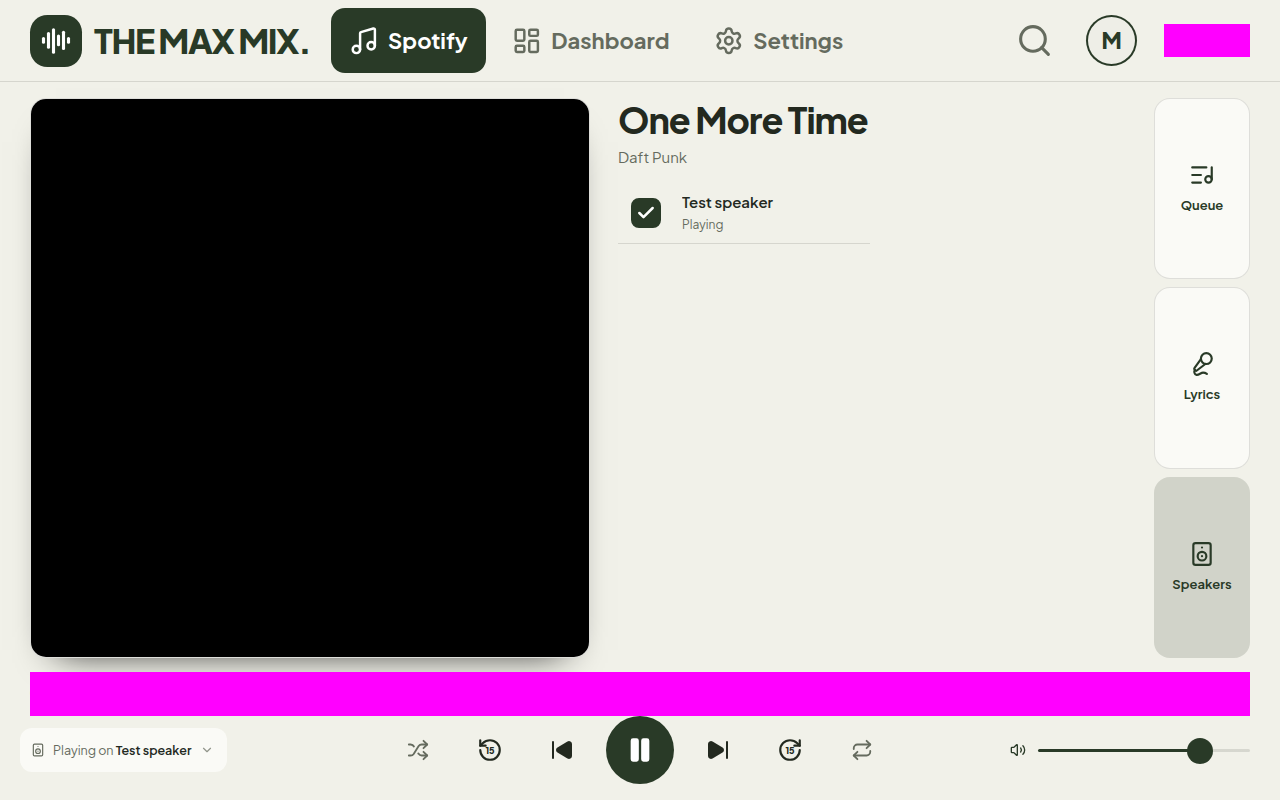 THE MAX MIX.
Spotify
Dashboard
Settings
M
One More Time
Daft Punk
Test speaker
Playing
Queue
Lyrics
Speakers
Playing on Test speaker
15
15